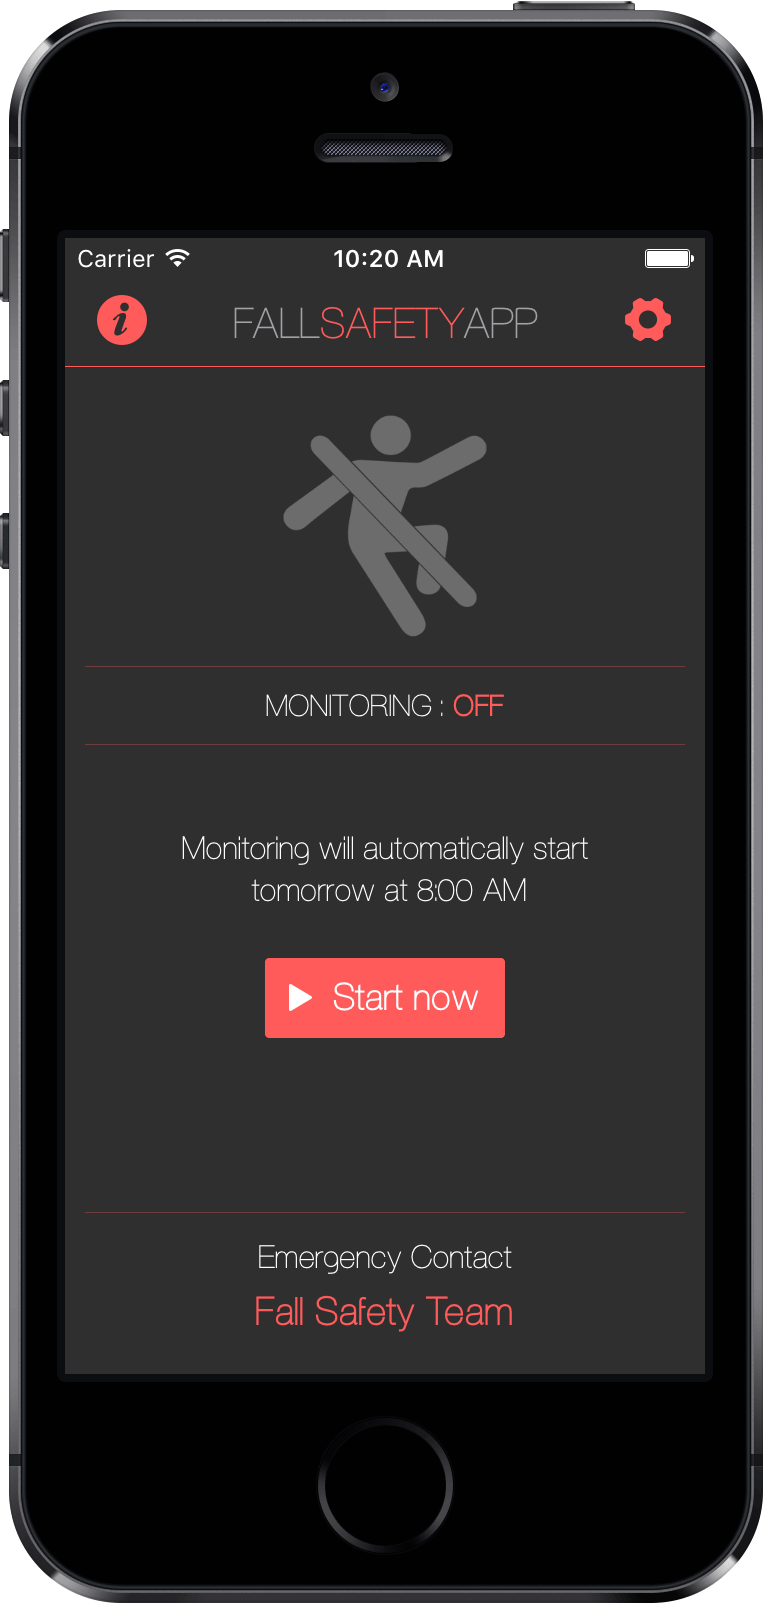 Carrier 10:20 AM
i FALLSAFETYAPP
MONITORING : OFF
Monitoring will automatically start
tomorrow at 8:00 AM
Start now
Emergency Contact
Fall Safety Team